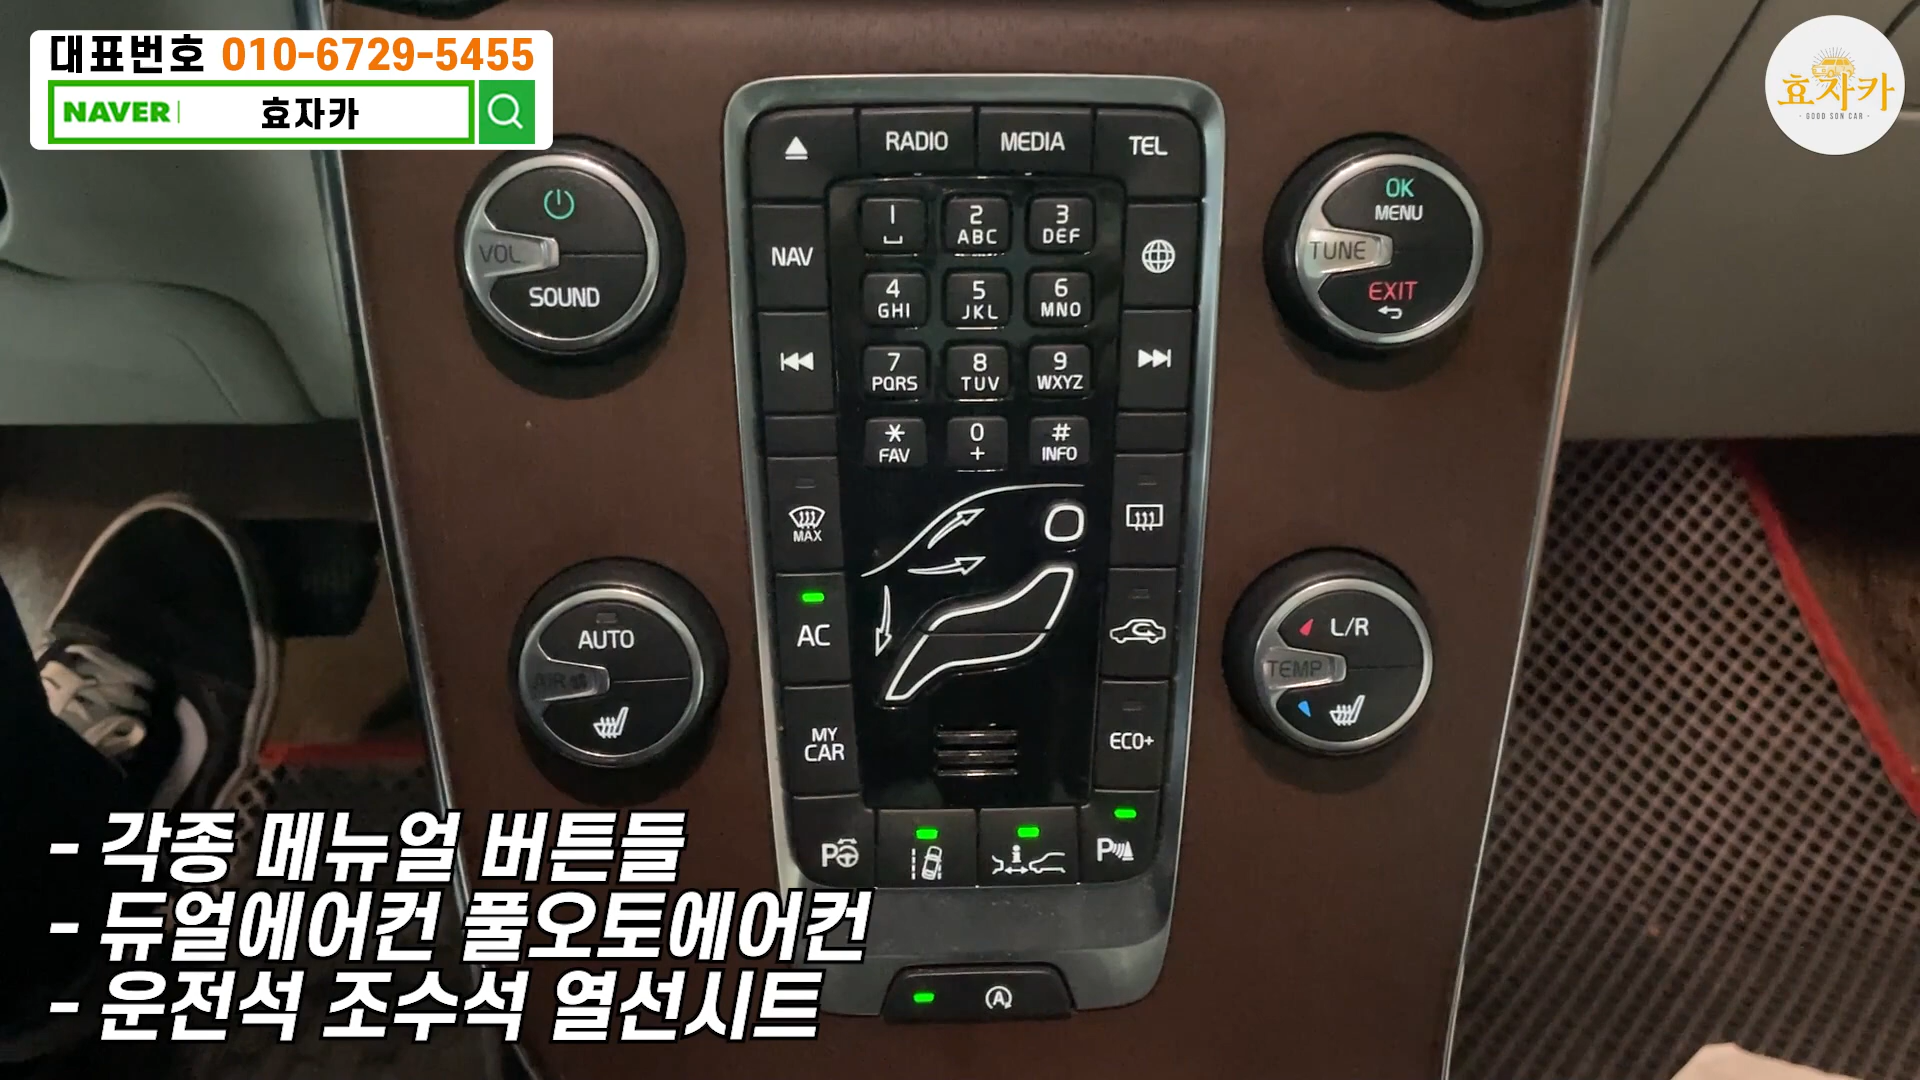 대표번호 010-6729-5455
NAVER 효자카
효자카
- GOOD SON CAR -
RADIO MEDIA TEL
VOL
SOUND
OK
MENU
TUNE
EXIT
NAV
1 2 ABC 3 DEF
4 GHI 5 JKL 6 MNO
7 PQRS 8 TUV 9 WXYZ
* FAV 0 + # INFO
MAX
AC
MY CAR
ECO+
AUTO
AIR
L/R
TEMP
P
P
A
- 각종 메뉴얼 버튼들
- 듀얼에어컨 풀오토에어컨
- 운전석 조수석 열선시트